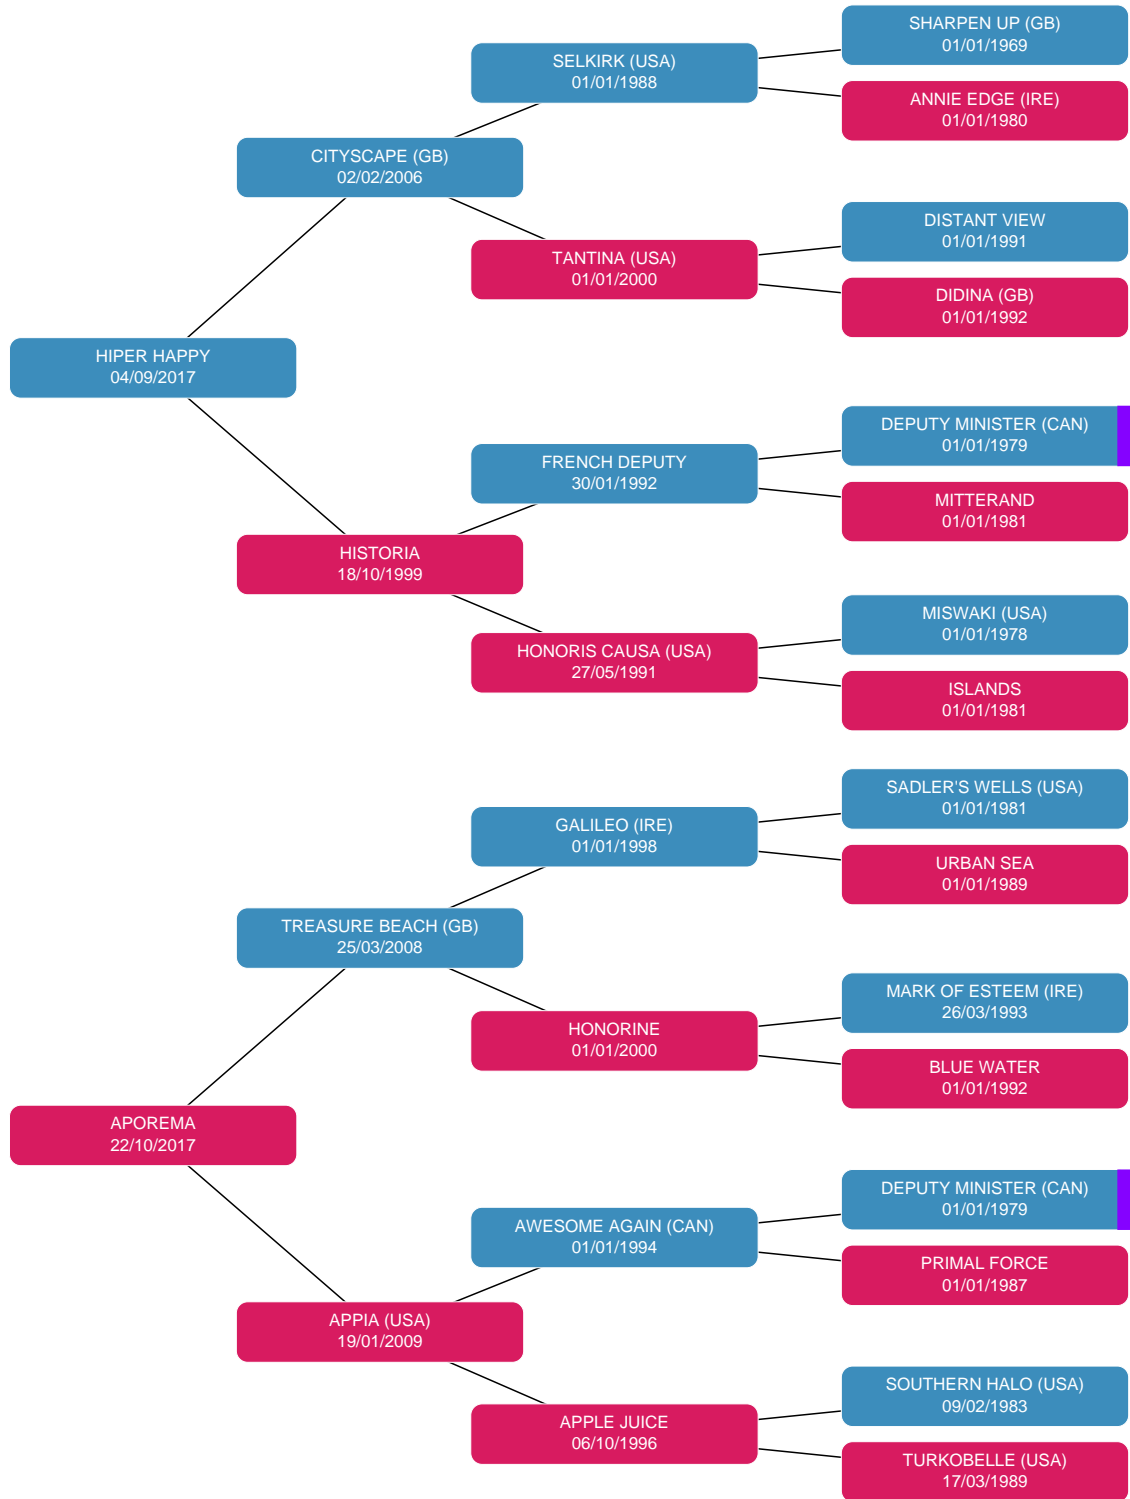 SHARPEN UP (GB)
01/01/1969
SELKIRK (USA)
01/01/1988
ANNIE EDGE (IRE)
01/01/1980
CITYSCAPE (GB)
02/02/2006
DISTANT VIEW
01/01/1991
TANTINA (USA)
01/01/2000
DIDINA (GB)
01/01/1992
HIPER HAPPY
04/09/2017
DEPUTY MINISTER (CAN)
01/01/1979
FRENCH DEPUTY
30/01/1992
MITTERAND
01/01/1981
HISTORIA
18/10/1999
MISWAKI (USA)
01/01/1978
HONORIS CAUSA (USA)
27/05/1991
ISLANDS
01/01/1981
SADLER'S WELLS (USA)
01/01/1981
GALILEO (IRE)
01/01/1998
URBAN SEA
01/01/1989
TREASURE BEACH (GB)
25/03/2008
MARK OF ESTEEM (IRE)
26/03/1993
HONORINE
01/01/2000
BLUE WATER
01/01/1992
APOREMA
22/10/2017
DEPUTY MINISTER (CAN)
01/01/1979
AWESOME AGAIN (CAN)
01/01/1994
PRIMAL FORCE
01/01/1987
APPIA (USA)
19/01/2009
SOUTHERN HALO (USA)
09/02/1983
APPLE JUICE
06/10/1996
TURKOBELLE (USA)
17/03/1989